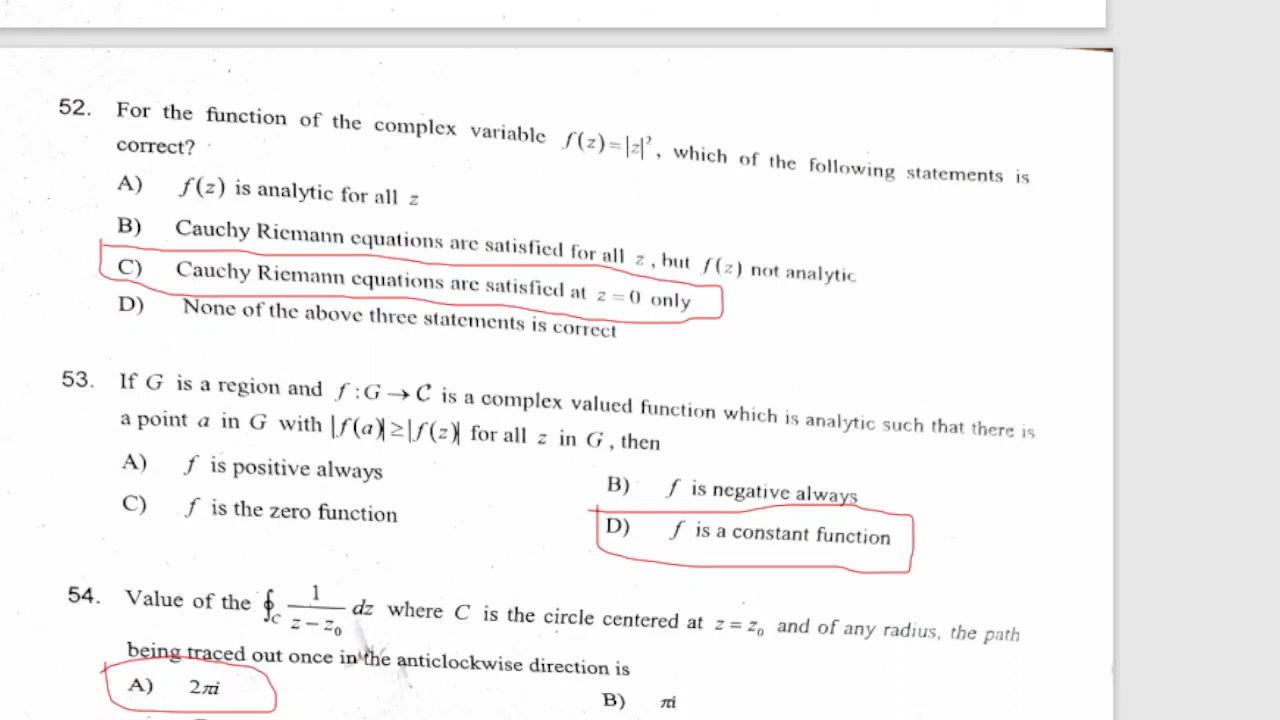 52. For the function of the complex variable f(z)=|z|², which of the following statements is
correct?
A) f(z) is analytic for all z
B) Cauchy Riemann equations are satisfied for all z, but f(z) not analytic
C) Cauchy Riemann equations are satisfied at z=0 only
D) None of the above three statements is correct
53. If G is a region and f:G→C is a complex valued function which is analytic such that there is
a point a in G with |f(a)|≥|f(z)| for all z in G, then
A) f is positive always
B) f is negative always
C) f is the zero function
D) f is a constant function
54. Value of the ∮_C 1/(z−z₀) dz where C is the circle centered at z=z₀ and of any radius, the path
being traced out once in the anticlockwise direction is
A) 2πi
B) πi